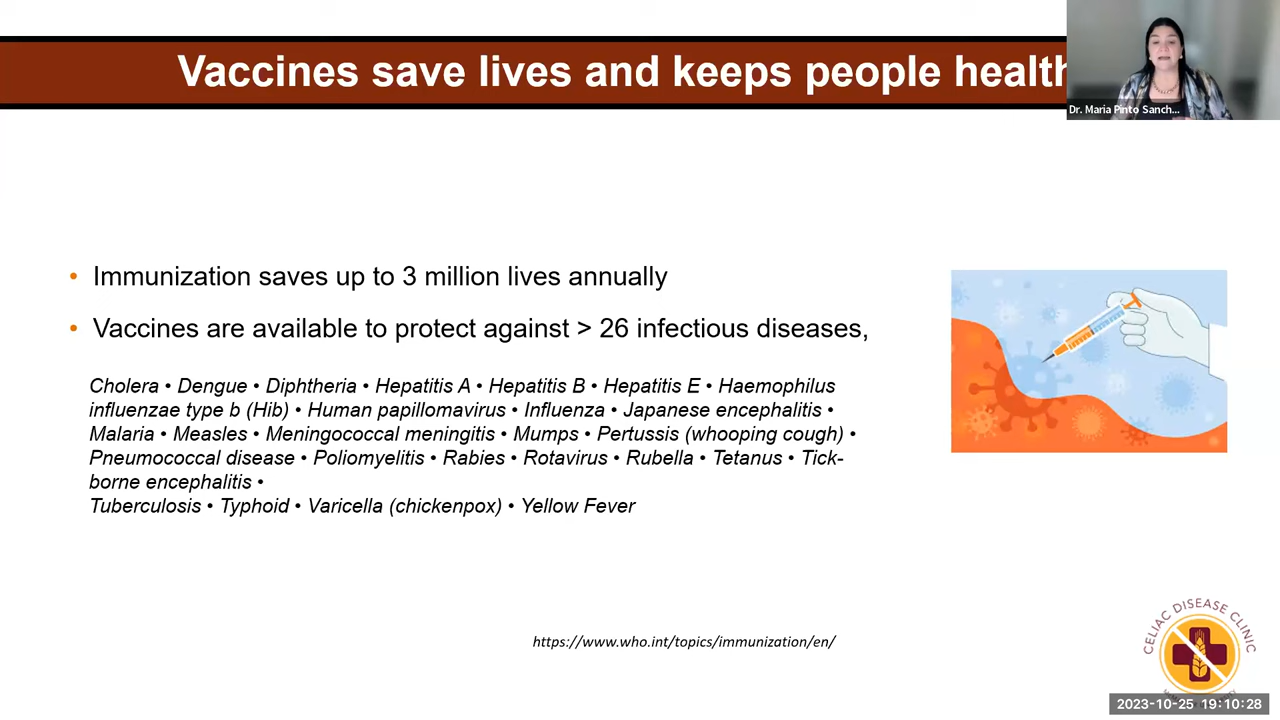 Vaccines save lives and keeps people health
Dr. Maria Pinto Sanch...
• Immunization saves up to 3 million lives annually
• Vaccines are available to protect against > 26 infectious diseases,
Cholera • Dengue • Diphtheria • Hepatitis A • Hepatitis B • Hepatitis E • Haemophilus
influenzae type b (Hib) • Human papillomavirus • Influenza • Japanese encephalitis •
Malaria • Measles • Meningococcal meningitis • Mumps • Pertussis (whooping cough) •
Pneumococcal disease • Poliomyelitis • Rabies • Rotavirus • Rubella • Tetanus • Tick-
borne encephalitis •
Tuberculosis • Typhoid • Varicella (chickenpox) • Yellow Fever
https://www.who.int/topics/immunization/en/
CELIAC DISEASE CLINIC
2023-10-25 19:10:28